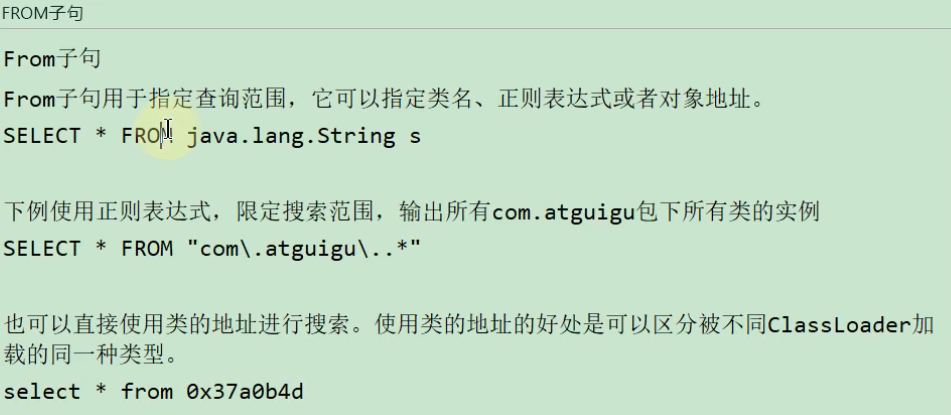 FROM子句
From子句
From子句用于指定查询范围，它可以指定类名、正则表达式或者对象地址。
SELECT * FROM java.lang.String s
下例使用正则表达式，限定搜索范围，输出所有com.atguigu包下所有类的实例
SELECT * FROM "com\.atguigu\..*"
也可以直接使用类的地址进行搜索。使用类的地址的好处是可以区分被不同ClassLoader加
载的同一种类型。
select * from 0x37a0b4d